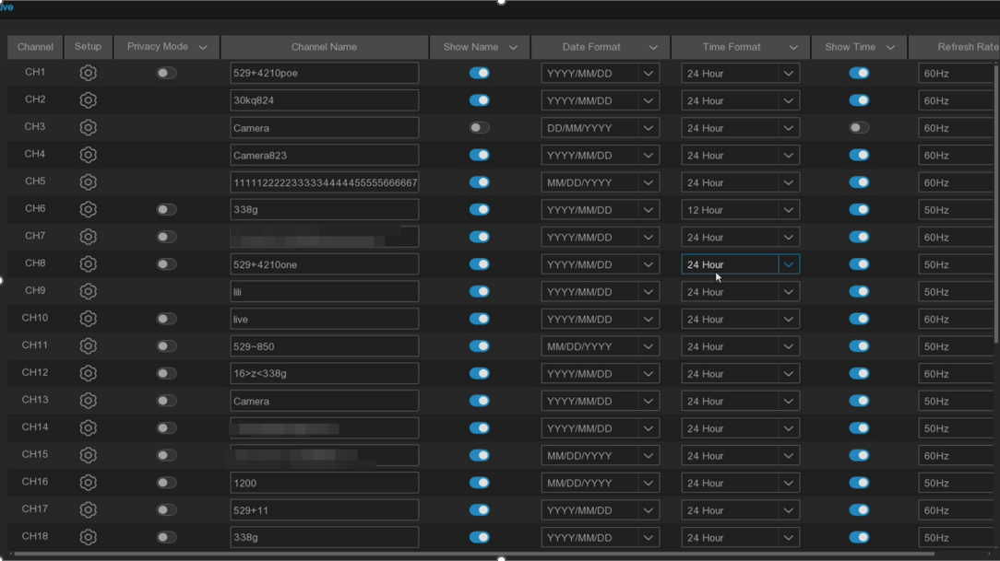 ive
Channel Setup Privacy Mode Channel Name Show Name Date Format Time Format Show Time Refresh Rate
CH1 529+4210poe YYYY/MM/DD 24 Hour 60Hz
CH2 30kq824 YYYY/MM/DD 24 Hour 60Hz
CH3 Camera DD/MM/YYYY 24 Hour 60Hz
CH4 Camera823 YYYY/MM/DD 24 Hour 60Hz
CH5 1111122222333334444455555666667 MM/DD/YYYY 24 Hour 60Hz
CH6 338g YYYY/MM/DD 12 Hour 50Hz
CH7 YYYY/MM/DD 24 Hour 60Hz
CH8 529+4210one YYYY/MM/DD 24 Hour 50Hz
CH9 lili YYYY/MM/DD 24 Hour 50Hz
CH10 live YYYY/MM/DD 24 Hour 60Hz
CH11 529~850 MM/DD/YYYY 24 Hour 50Hz
CH12 16>z<338g YYYY/MM/DD 24 Hour 60Hz
CH13 Camera YYYY/MM/DD 24 Hour 50Hz
CH14 YYYY/MM/DD 24 Hour 50Hz
CH15 MM/DD/YYYY 24 Hour 60Hz
CH16 1200 MM/DD/YYYY 24 Hour 50Hz
CH17 529+11 YYYY/MM/DD 24 Hour 60Hz
CH18 338g YYYY/MM/DD 24 Hour 50Hz